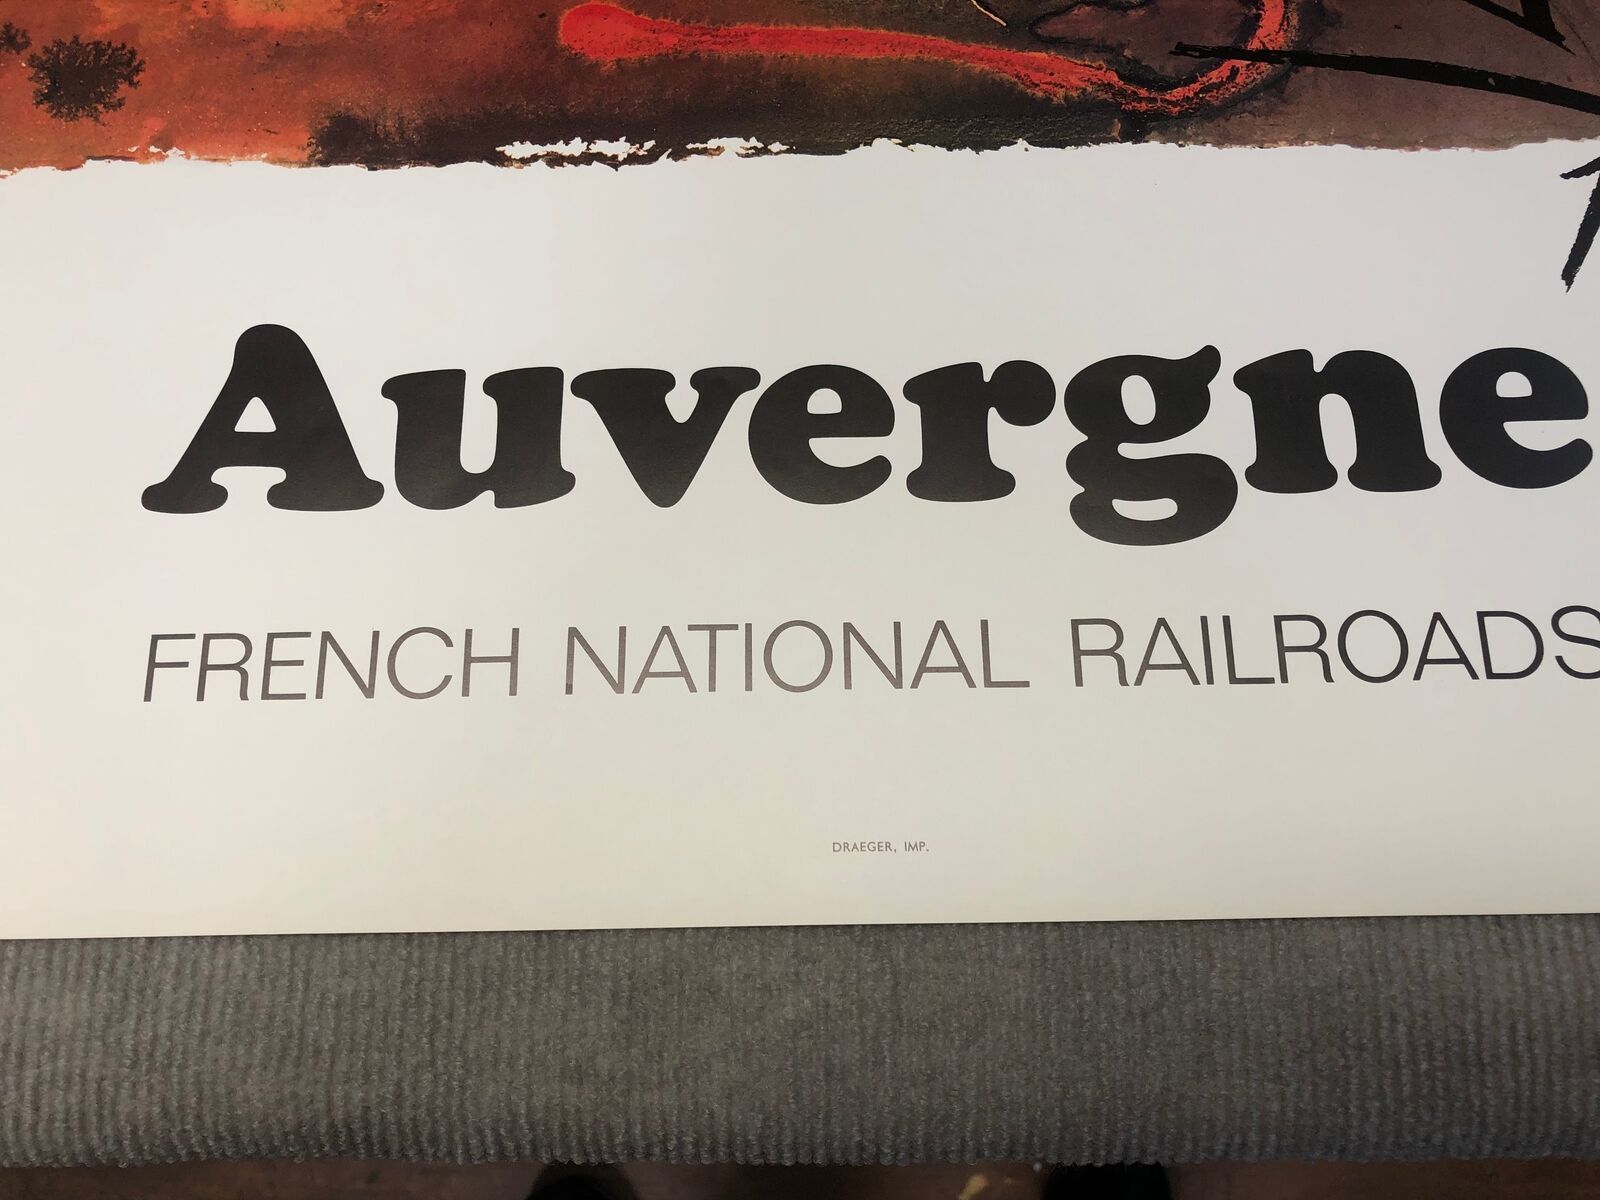 Auvergne
FRENCH NATIONAL RAILROADS
DRAEGER, IMP.